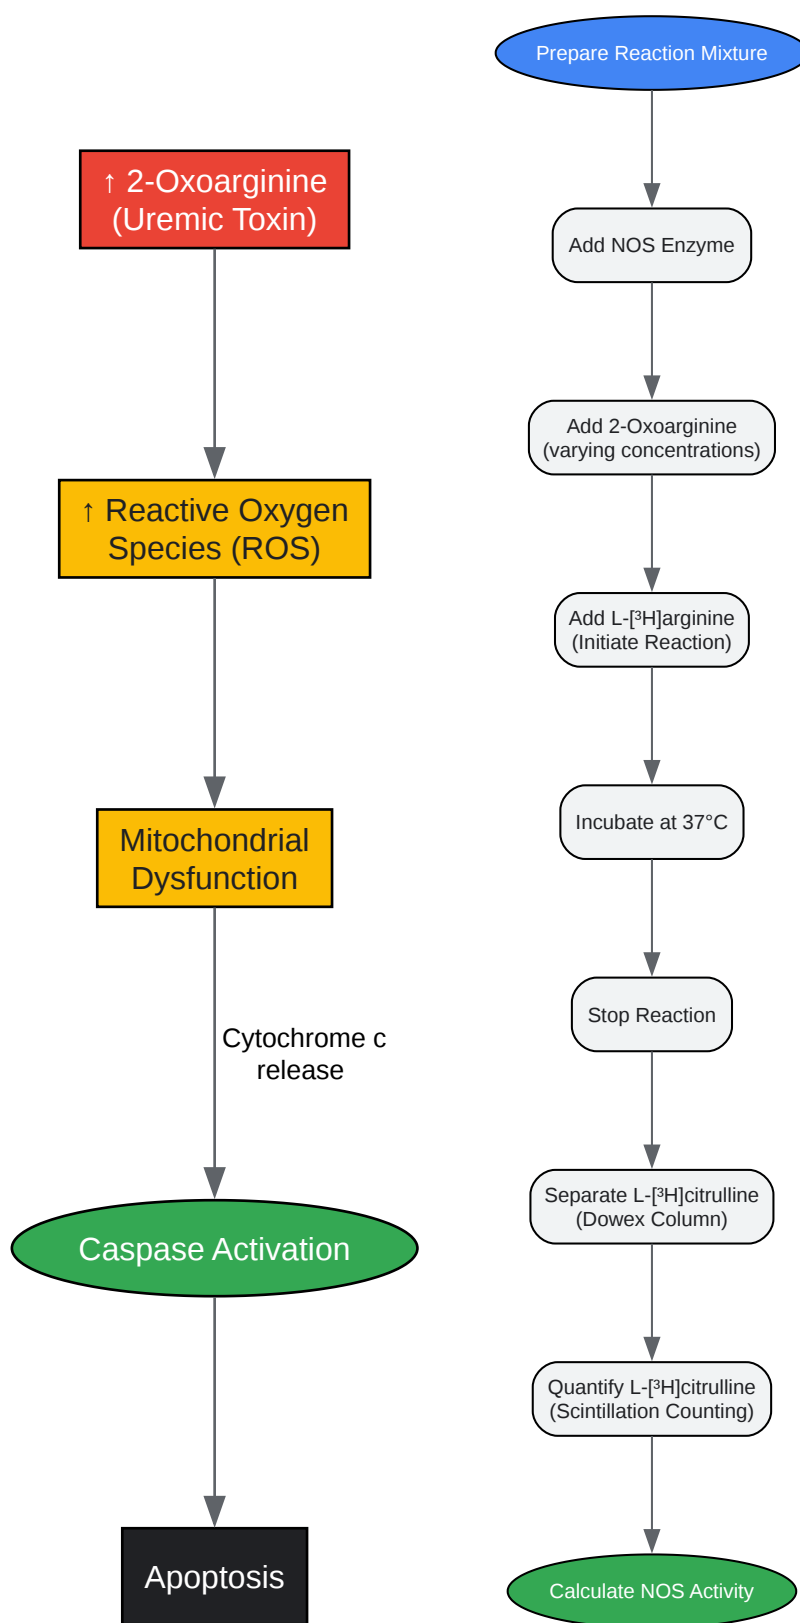 ↑ 2-Oxoarginine
(Uremic Toxin)
↑ Reactive Oxygen
Species (ROS)
Mitochondrial
Dysfunction
Cytochrome c
release
Caspase Activation
Apoptosis
Prepare Reaction Mixture
Add NOS Enzyme
Add 2-Oxoarginine
(varying concentrations)
Add L-[³H]arginine
(Initiate Reaction)
Incubate at 37°C
Stop Reaction
Separate L-[³H]citrulline
(Dowex Column)
Quantify L-[³H]citrulline
(Scintillation Counting)
Calculate NOS Activity